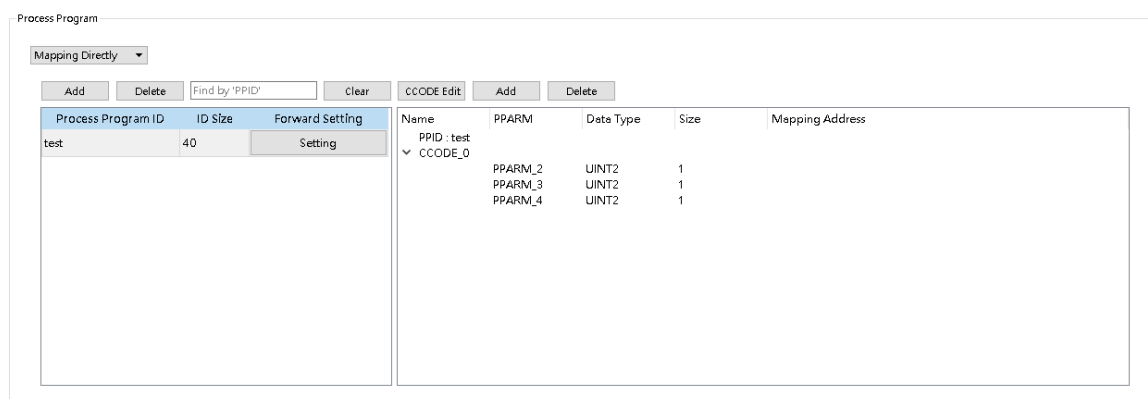 Process Program
Mapping Directly
Add Delete Find by 'PPID' Clear CCODE Edit Add Delete
Process Program ID ID Size Forward Setting Name PPARM Data Type Size Mapping Address
test 40 Setting
PPID : test
CCODE_0
PPARM_2 UINT2 1
PPARM_3 UINT2 1
PPARM_4 UINT2 1